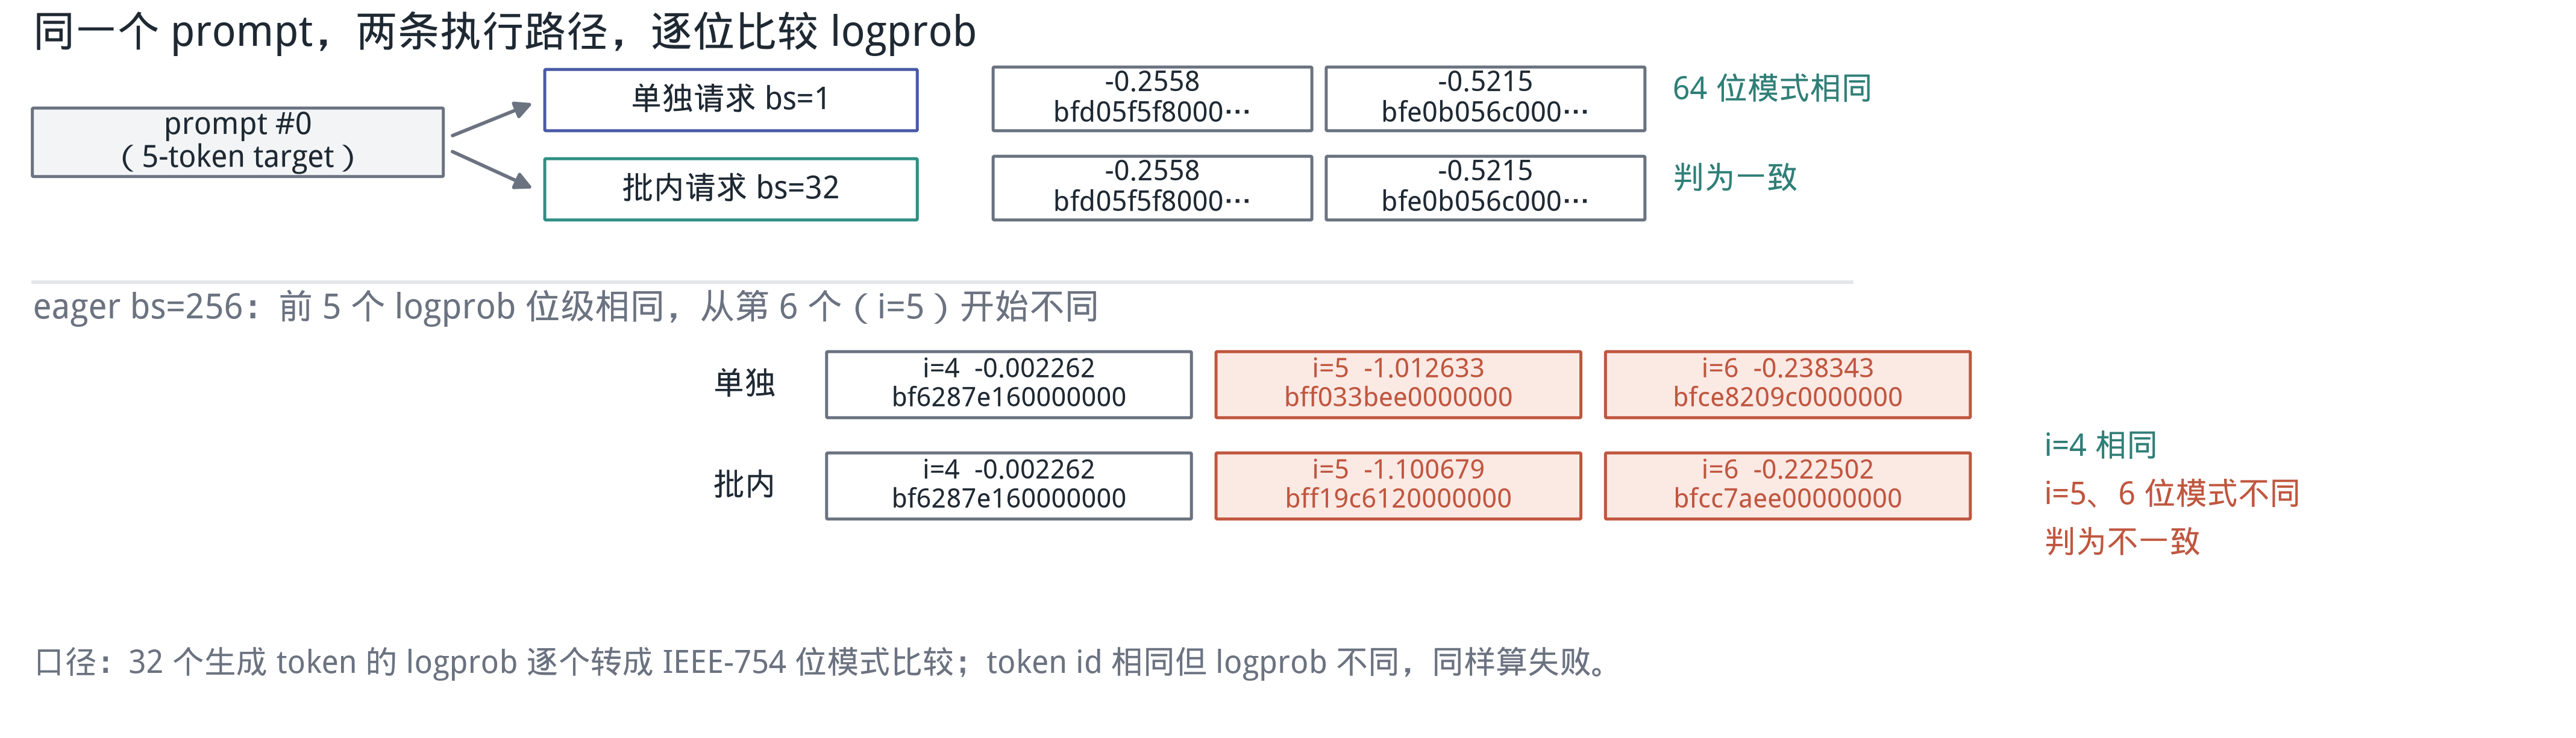 同一个 prompt，两条执行路径，逐位比较 logprob
prompt #0
（5-token target）
单独请求 bs=1
-0.2558
bfd05f5f8000···
-0.5215
bfe0b056c000···
64 位模式相同
批内请求 bs=32
-0.2558
bfd05f5f8000···
-0.5215
bfe0b056c000···
判为一致
eager bs=256：前 5 个 logprob 位级相同，从第 6 个（i=5）开始不同
单独
i=4 -0.002262
bf6287e160000000
i=5 -1.012633
bff033bee0000000
i=6 -0.238343
bfce8209c0000000
批内
i=4 -0.002262
bf6287e160000000
i=5 -1.100679
bff19c6120000000
i=6 -0.222502
bfcc7aee00000000
i=4 相同
i=5、6 位模式不同
判为不一致
口径：32 个生成 token 的 logprob 逐个转成 IEEE-754 位模式比较；token id 相同但 logprob 不同，同样算失败。